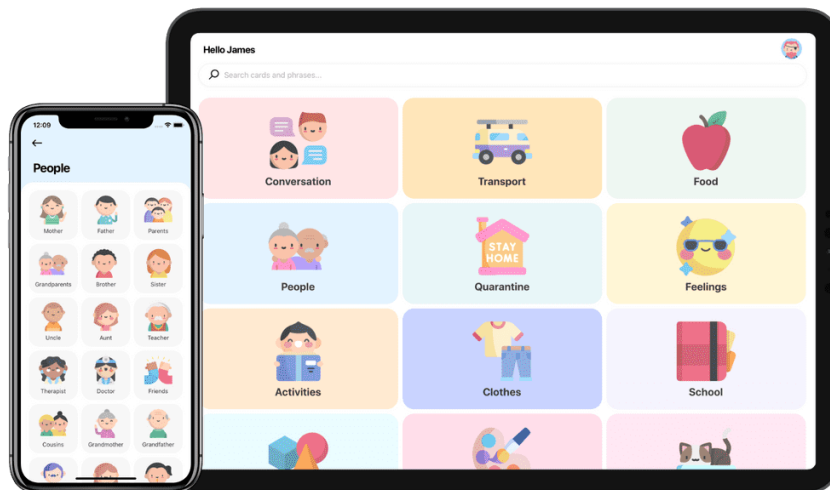 Hello James
Search cards and phrases...
Conversation
Transport
Food
People
STAY
HOME
Quarantine
Feelings
Activities
Clothes
School
12:09
People
Mother
Father
Parents
Grandparents
Brother
Sister
Uncle
Aunt
Teacher
Therapist
Doctor
Friends
Cousins
Grandmother
Grandfather